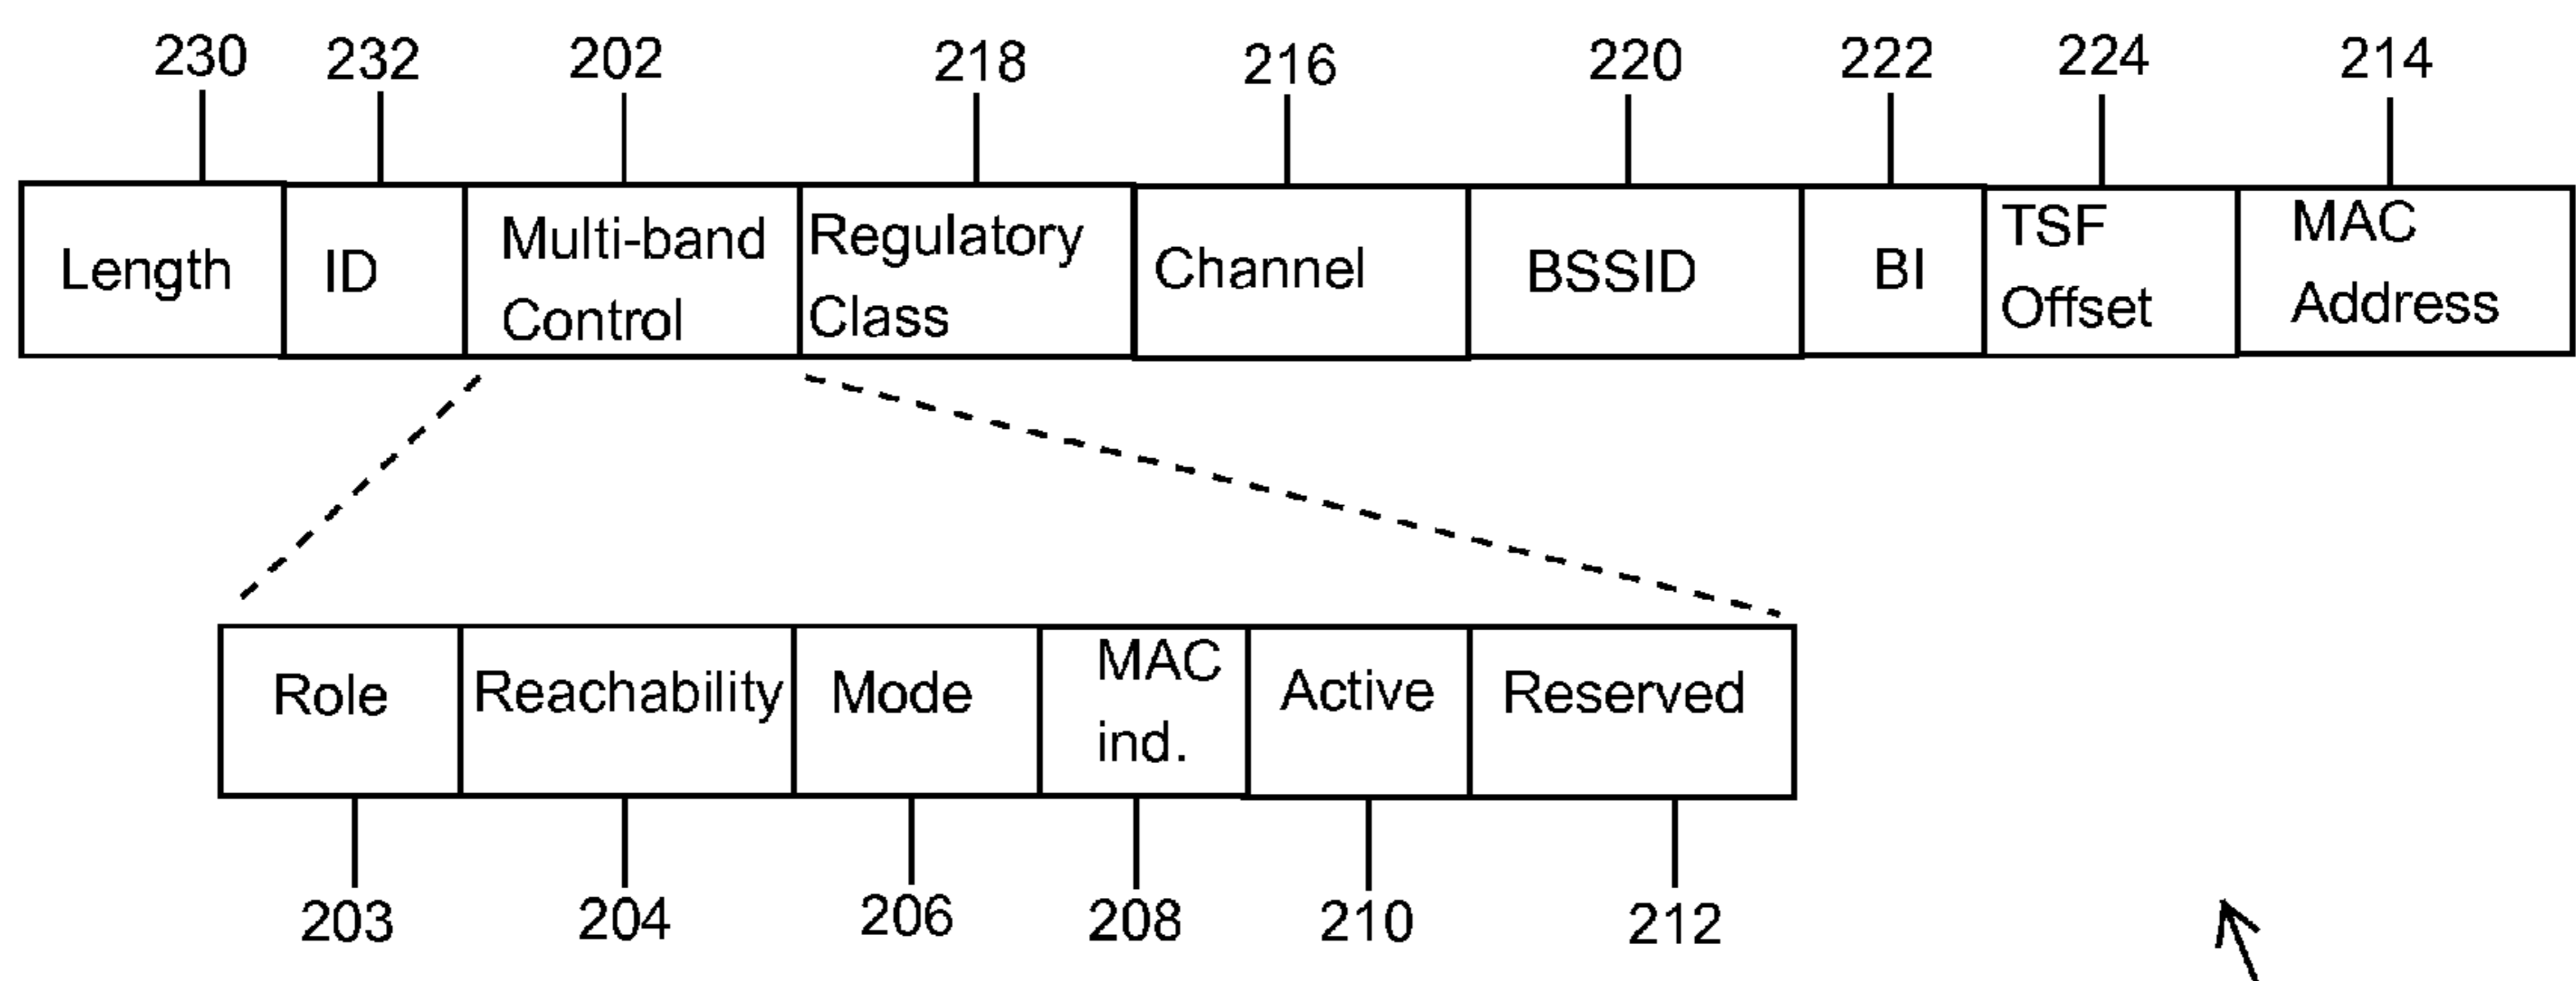 230 232 202 218 216 220 222 224 214
Length ID Multi-band Control Regulatory Class Channel BSSID BI TSF Offset MAC Address
Role Reachability Mode MAC ind. Active Reserved
203 204 206 208 210 212